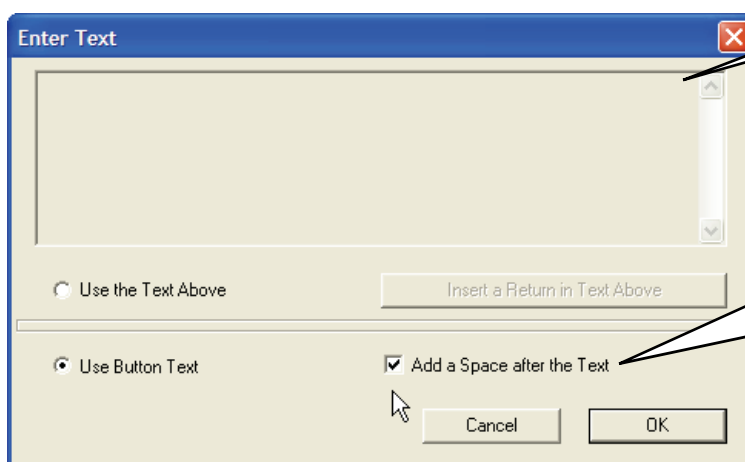 Enter Text
Use the Text Above
Insert a Return in Text Above
Use Button Text
Add a Space after the Text
Cancel
OK